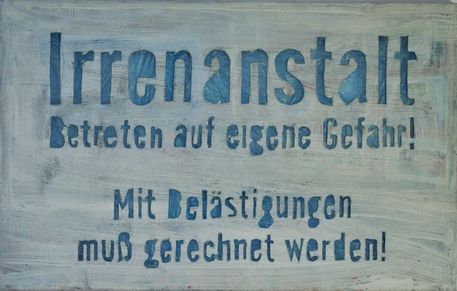 Irrenanstalt
Betreten auf eigene Gefahr!
Mit Belästigungen
muß gerechnet werden!